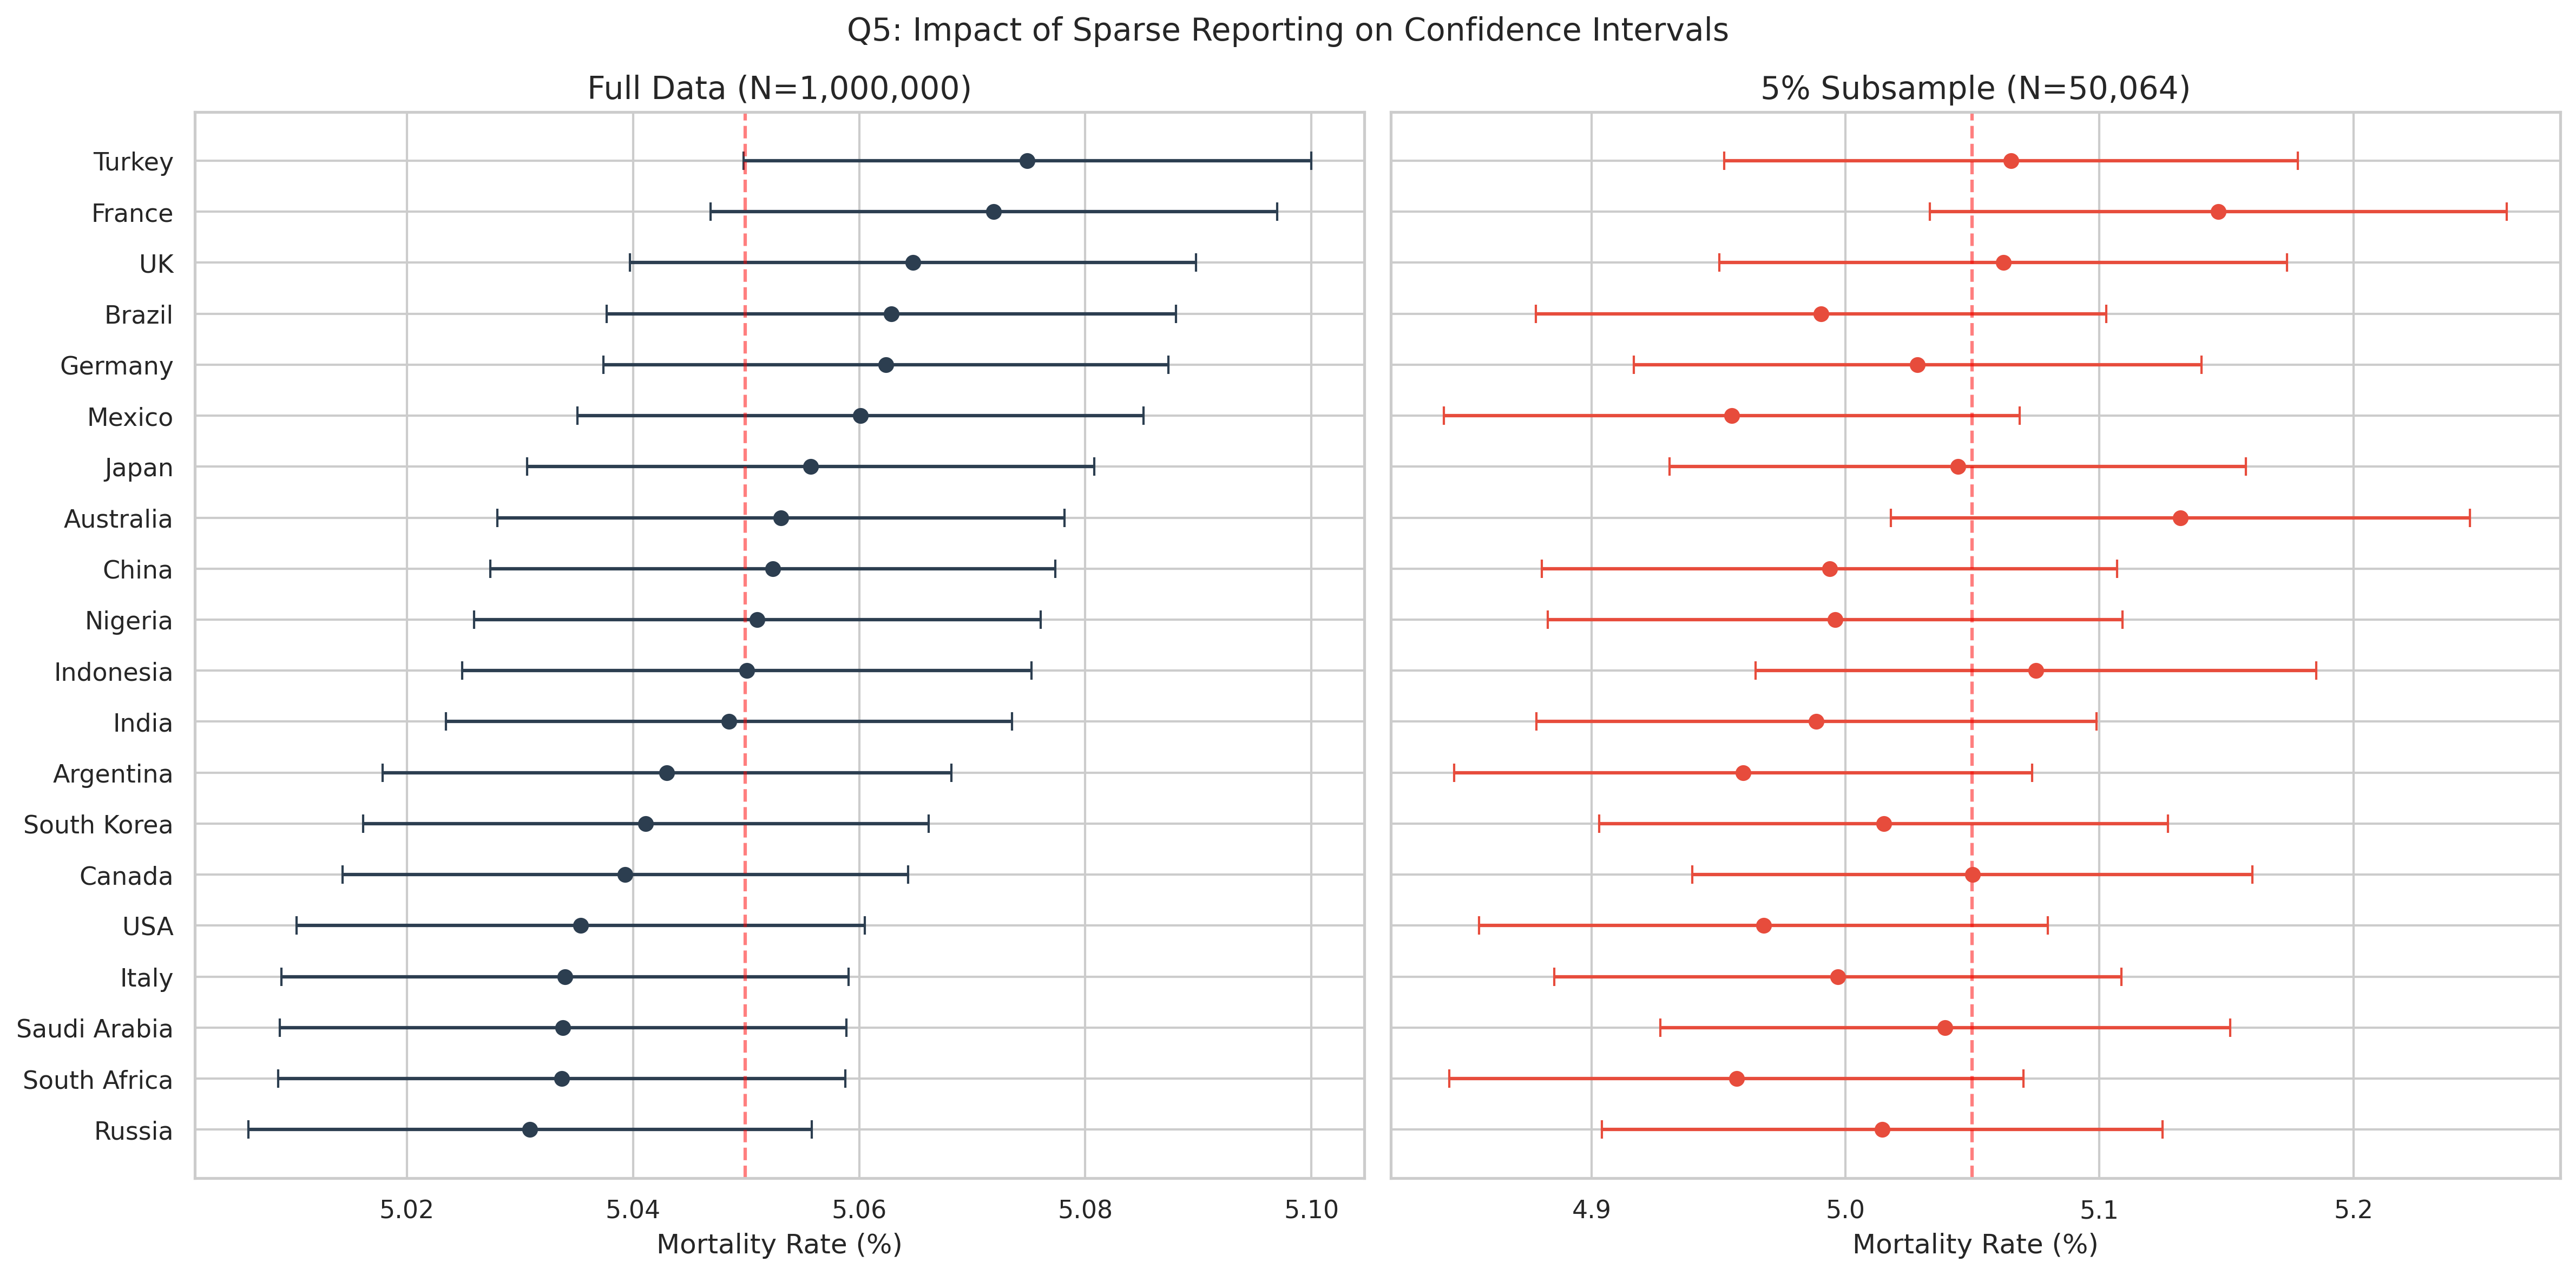 Q5: Impact of Sparse Reporting on Confidence Intervals
Full Data (N=1,000,000)
5% Subsample (N=50,064)
Turkey
France
UK
Brazil
Germany
Mexico
Japan
Australia
China
Nigeria
Indonesia
India
Argentina
South Korea
Canada
USA
Italy
Saudi Arabia
South Africa
Russia
5.02 5.04 5.06 5.08 5.10
Mortality Rate (%)
4.9 5.0 5.1 5.2
Mortality Rate (%)